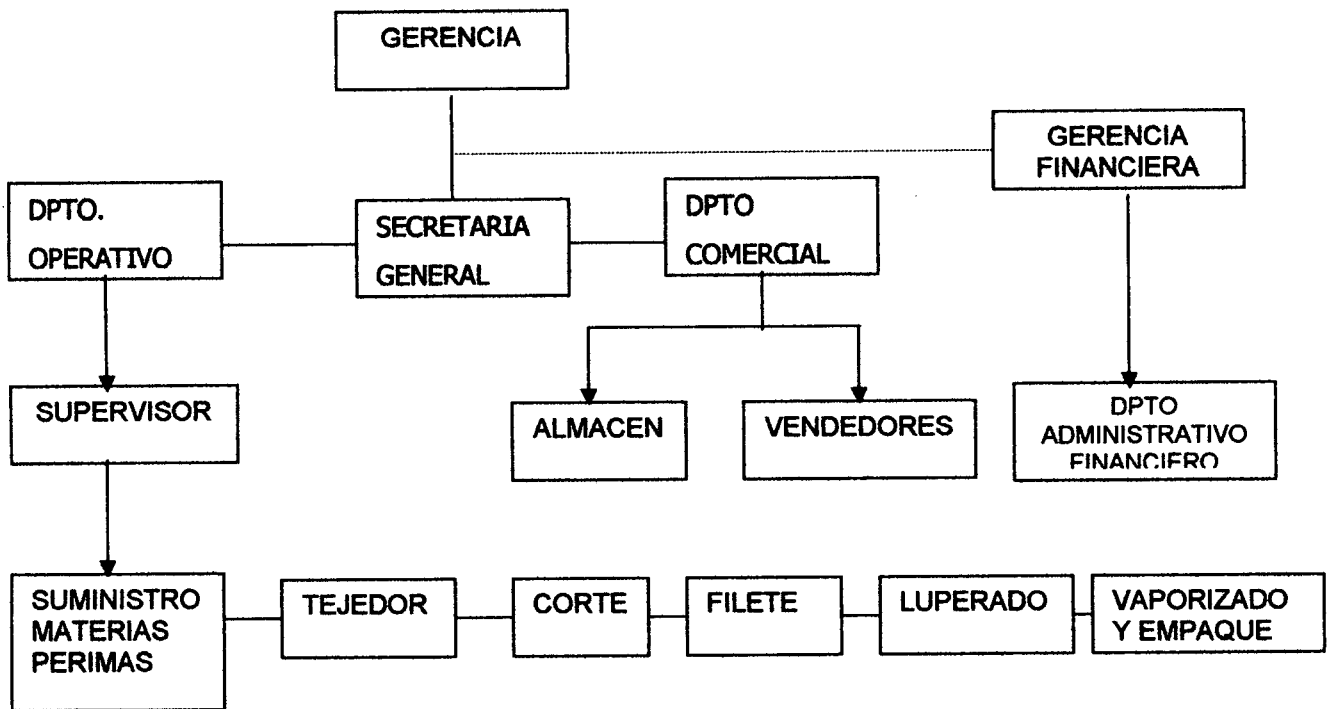 GERENCIA
GERENCIA
FINANCIERA
DPTO.
OPERATIVO
SECRETARIA
GENERAL
DPTO
COMERCIAL
SUPERVISOR
ALMACEN
VENDEDORES
DPTO
ADMINISTRATIVO
FINANCIERO
SUMINISTRO
MATERIAS
PERIMAS
TEJEDOR
CORTE
FILETE
LUPERADO
VAPORIZADO
Y EMPAQUE